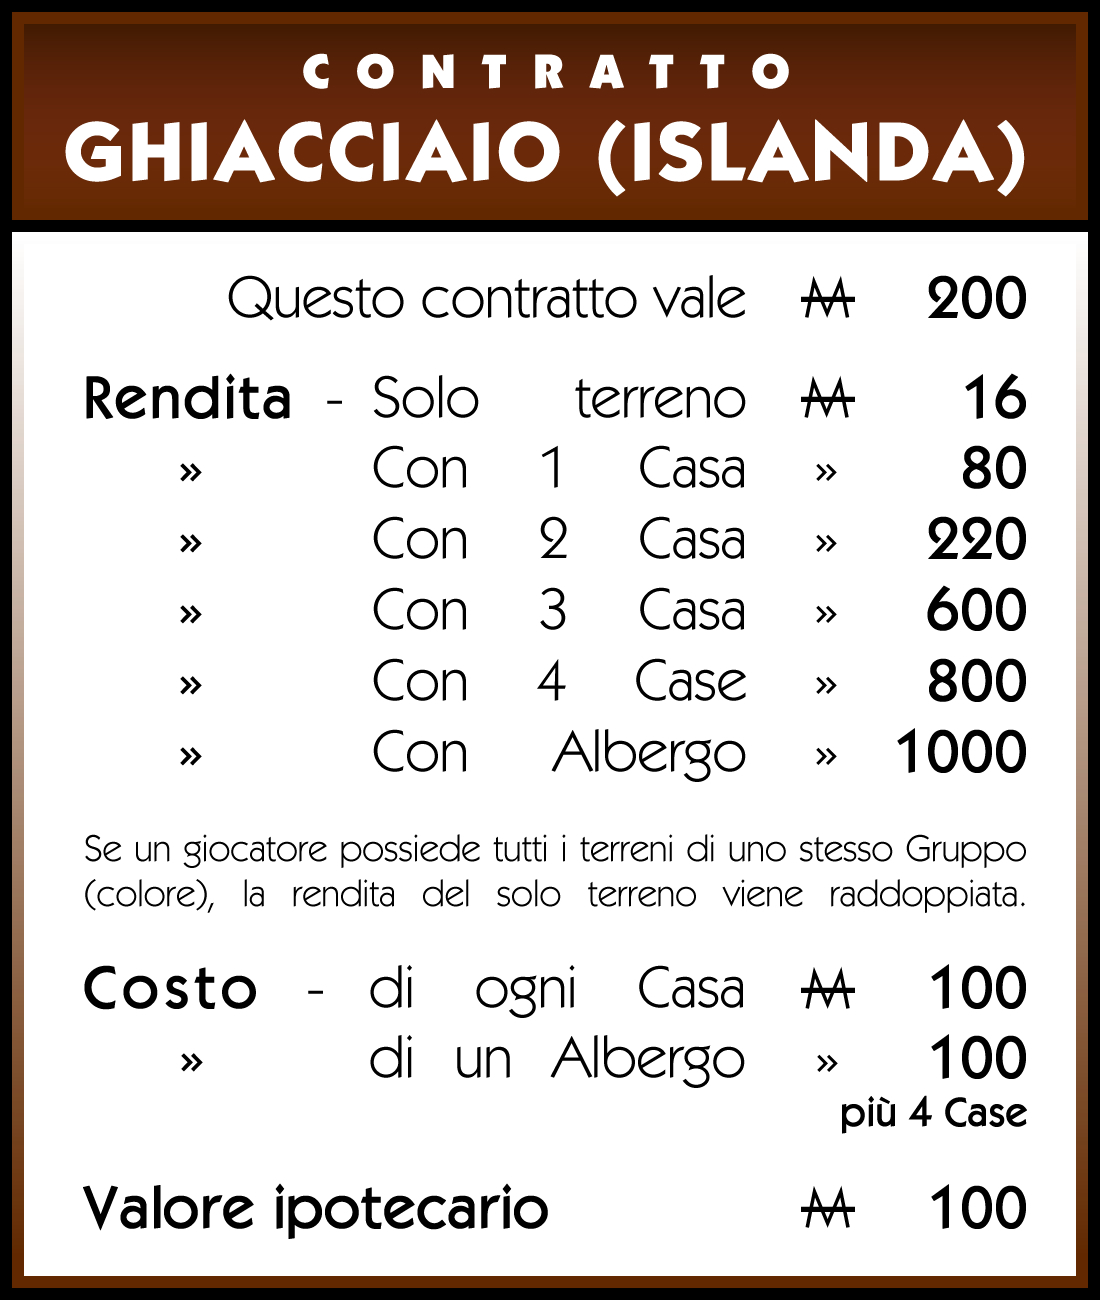 CONTRATTO
GHIACCIAIO (ISLANDA)
Questo contratto vale M 200
Rendita - Solo terreno M 16
» Con 1 Casa » 80
» Con 2 Casa » 220
» Con 3 Casa » 600
» Con 4 Case » 800
» Con Albergo » 1000
Se un giocatore possiede tutti i terreni di uno stesso Gruppo
(colore), la rendita del solo terreno viene raddoppiata.
Costo - di ogni Casa M 100
» di un Albergo » 100
più 4 Case
Valore ipotecario M 100